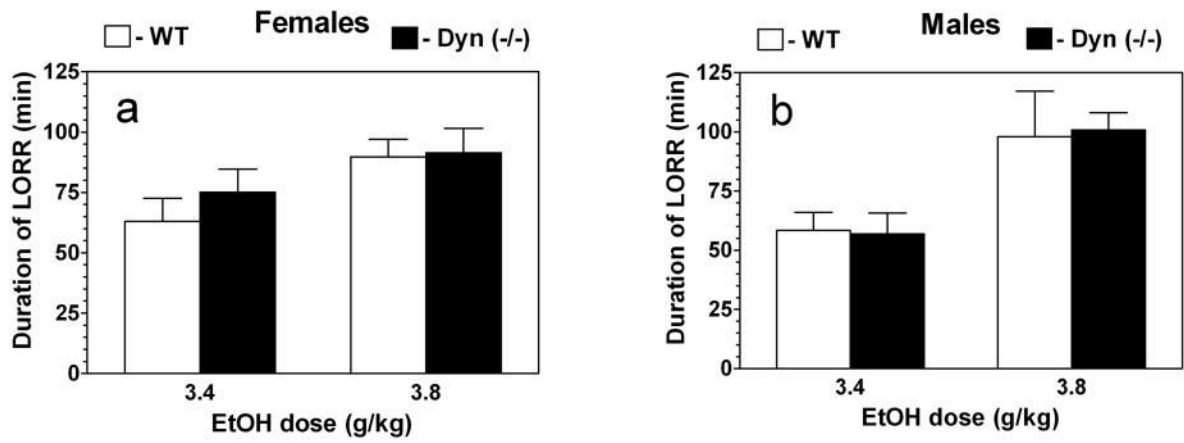 Females
- WT
- Dyn (-/-)
a
Duration of LORR (min)
125
100
75
50
25
0
3.4
3.8
EtOH dose (g/kg)
Males
- WT
- Dyn (-/-)
b
Duration of LORR (min)
125
100
75
50
25
0
3.4
3.8
EtOH dose (g/kg)